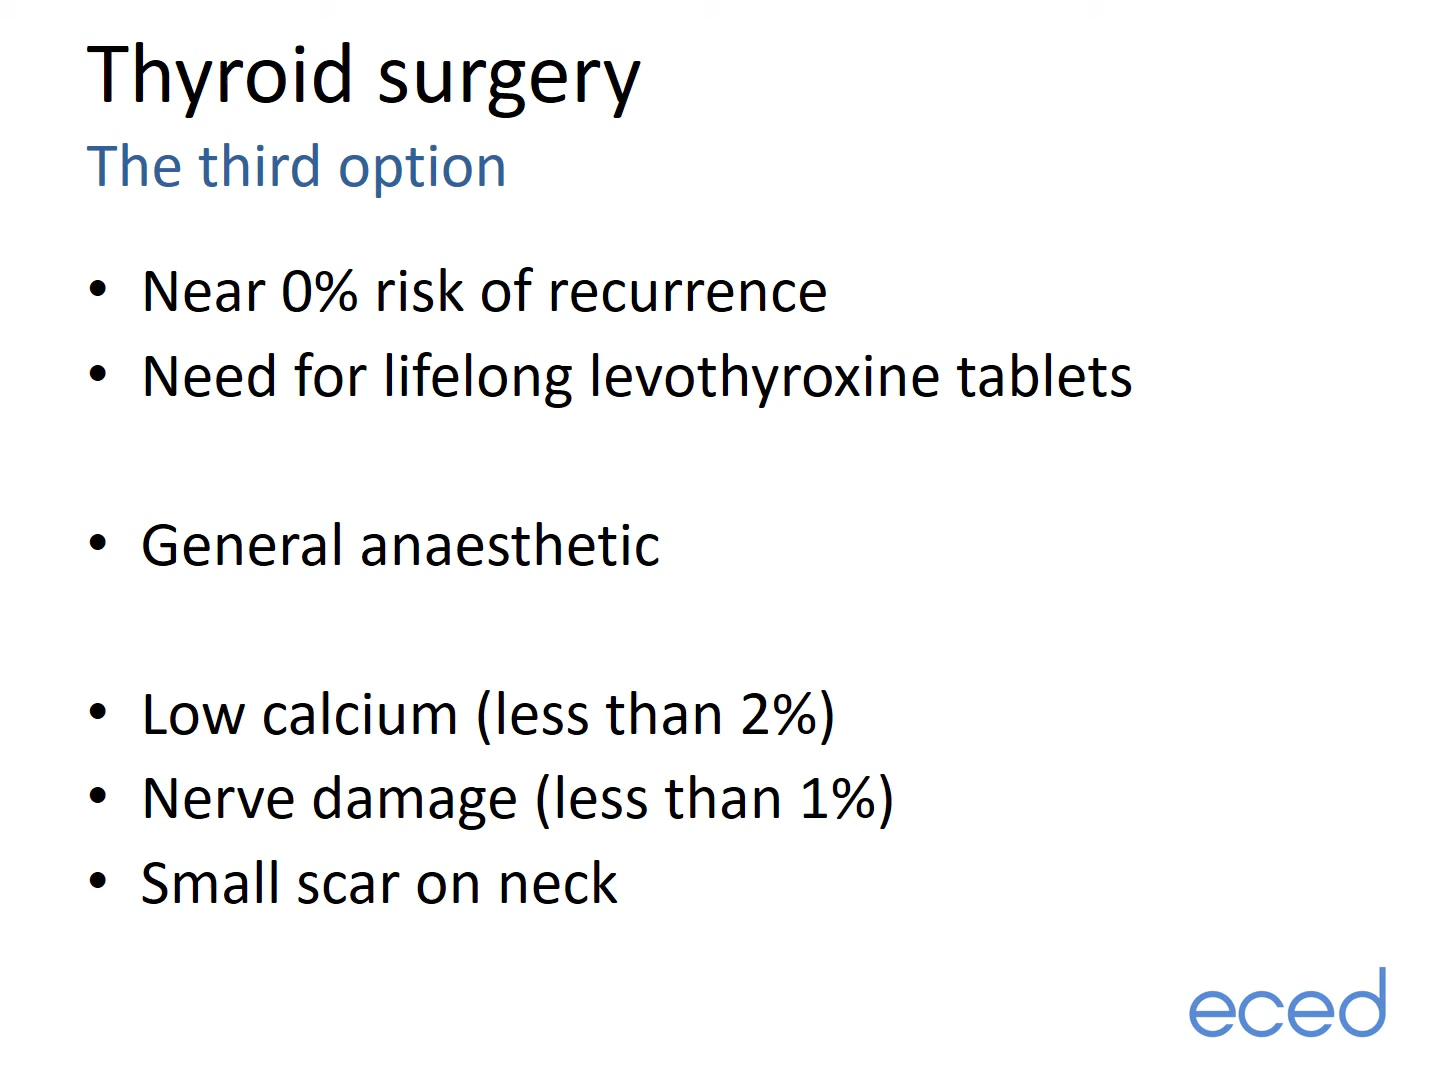 Thyroid surgery
The third option
• Near 0% risk of recurrence
• Need for lifelong levothyroxine tablets
• General anaesthetic
• Low calcium (less than 2%)
• Nerve damage (less than 1%)
• Small scar on neck
eced